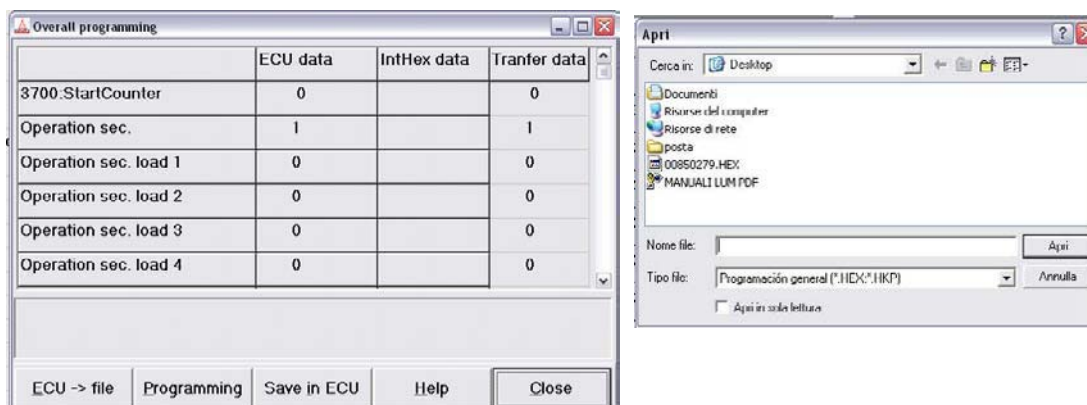 Overall programming
ECU data IntHex data Tranfer data
3700:StartCounter 0 0
Operation sec. 1 1
Operation sec. load 1 0 0
Operation sec. load 2 0 0
Operation sec. load 3 0 0
Operation sec. load 4 0 0
ECU -> file Programming Save in ECU Help Close
Apri
Cerca in: Desktop
Documenti
Risorse del computer
Risorse di rete
posta
00850279.HEX
MANUALI LUM PDF
Nome file: Apri
Tipo file: Programación general (*.HEX;*.HKP) Annulla
Apri in sola lettura